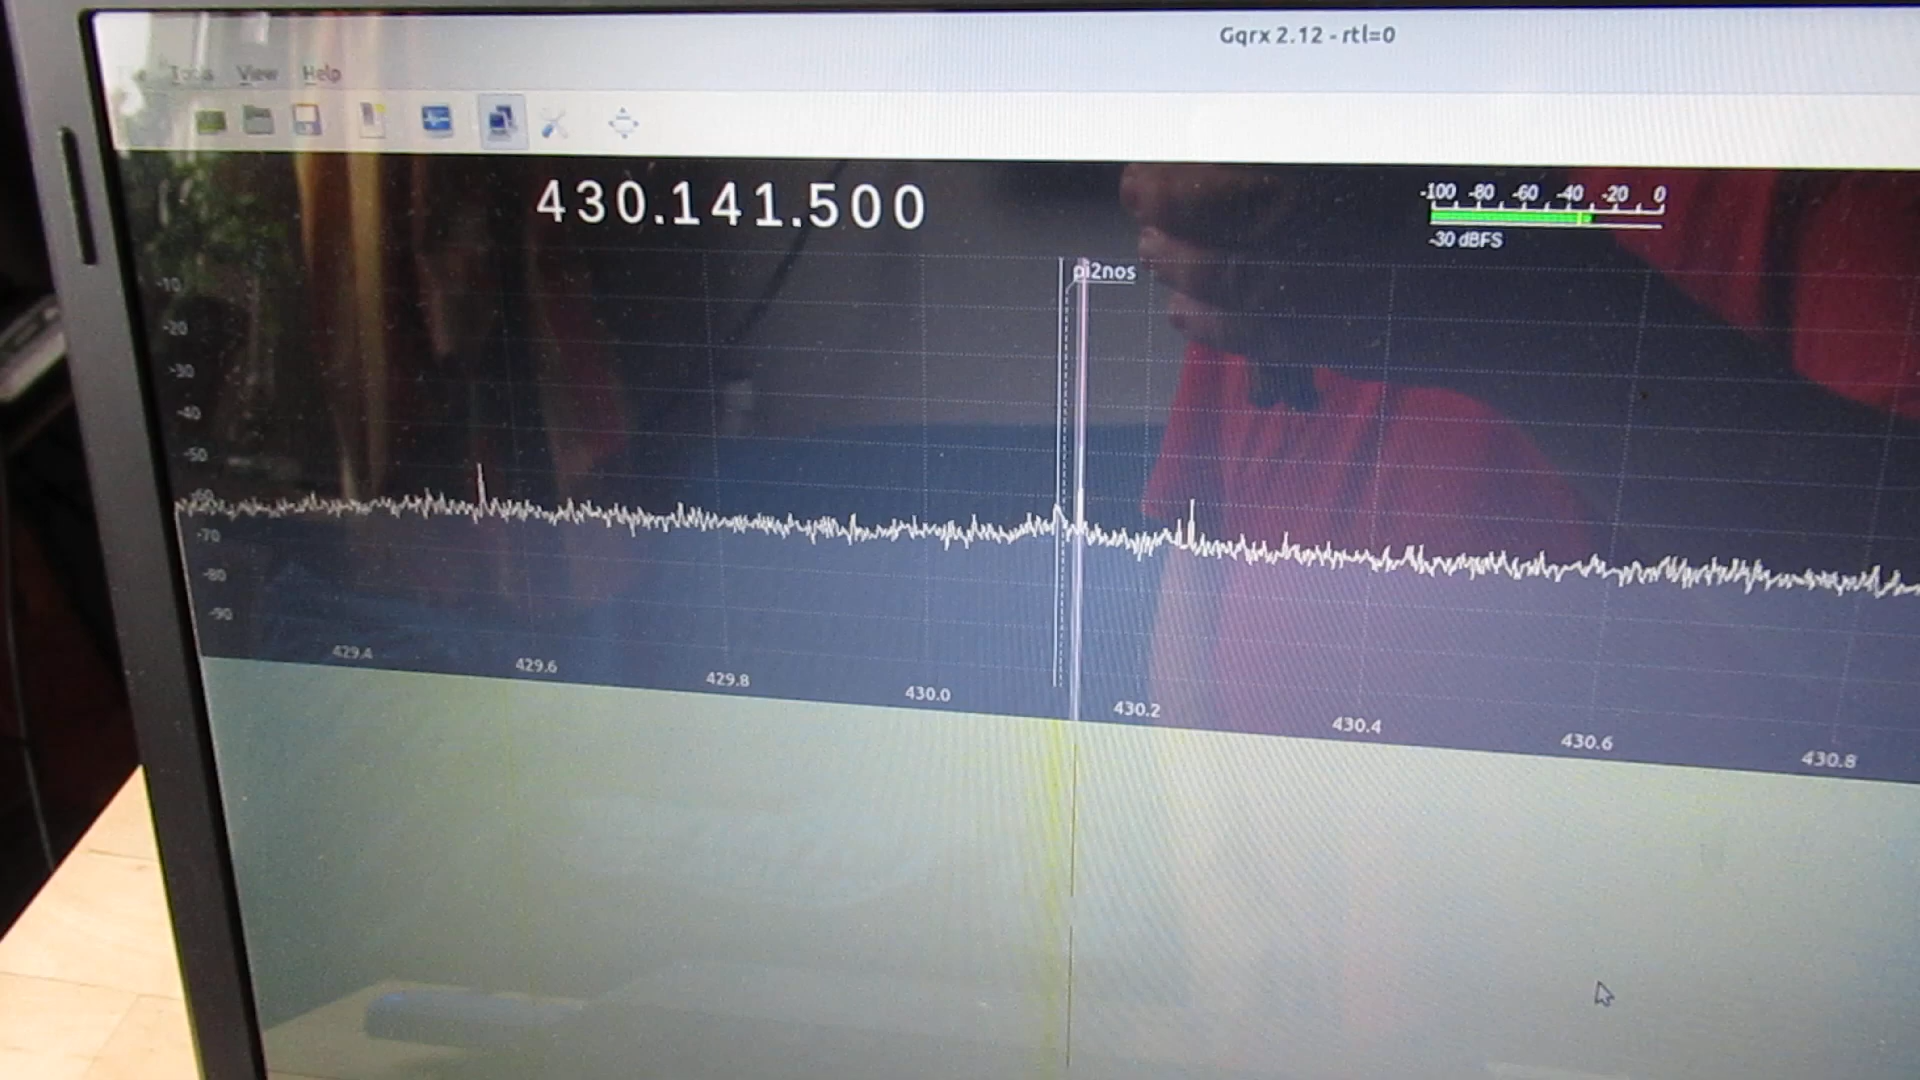 Gqrx 2.12 - rtl=0
Tools View Help
430.141.500
-100 -80 -60 -40 -20 0
-30 dBFS
pi2nos
-10
-20
-30
-40
-50
-60
-70
-80
-90
429.4 429.6 429.8 430.0 430.2 430.4 430.6 430.8